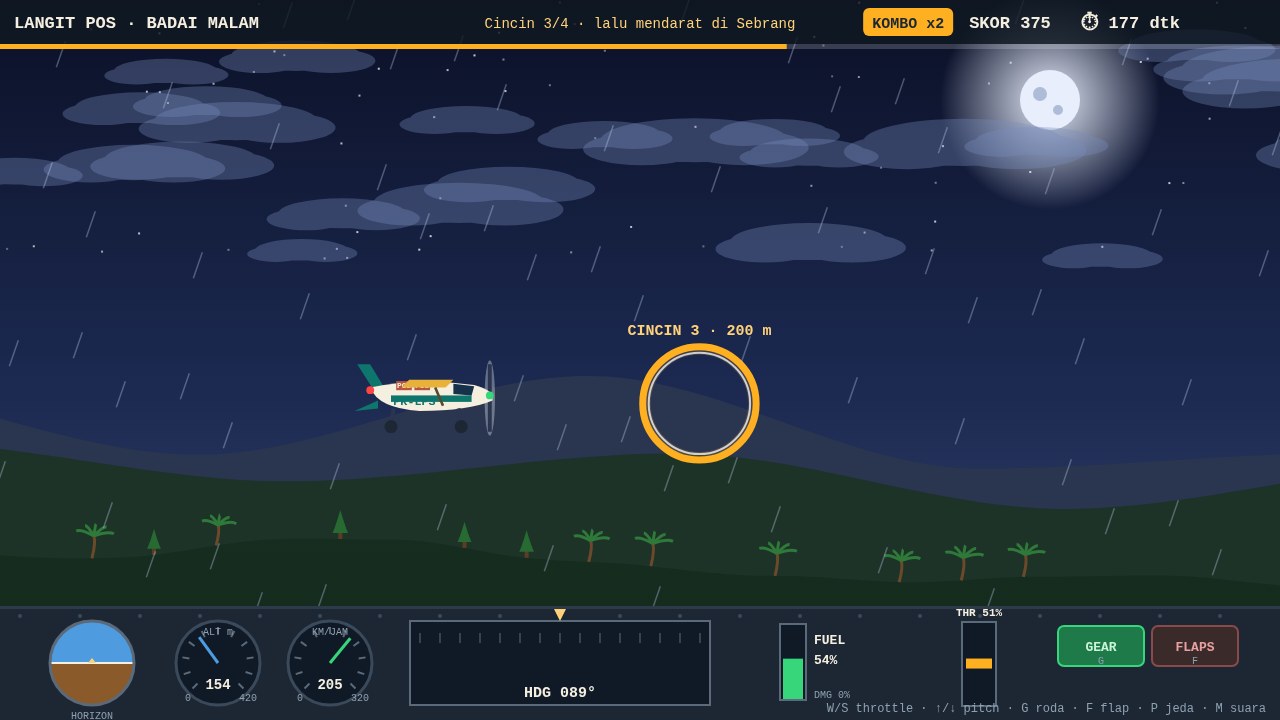 LANGIT POS · BADAI MALAM
Cincin 3/4 · lalu mendarat di Sebrang
KOMBO x2
SKOR 375
177 dtk
CINCIN 3 · 200 m
ALT m
154
0
420
KM/JAM
205
0
320
HORIZON
HDG 089°
FUEL
54%
DMG 0%
THR 51%
GEAR
G
FLAPS
F
W/S throttle · ↑/↓ pitch · G roda · F flap · P jeda · M suara